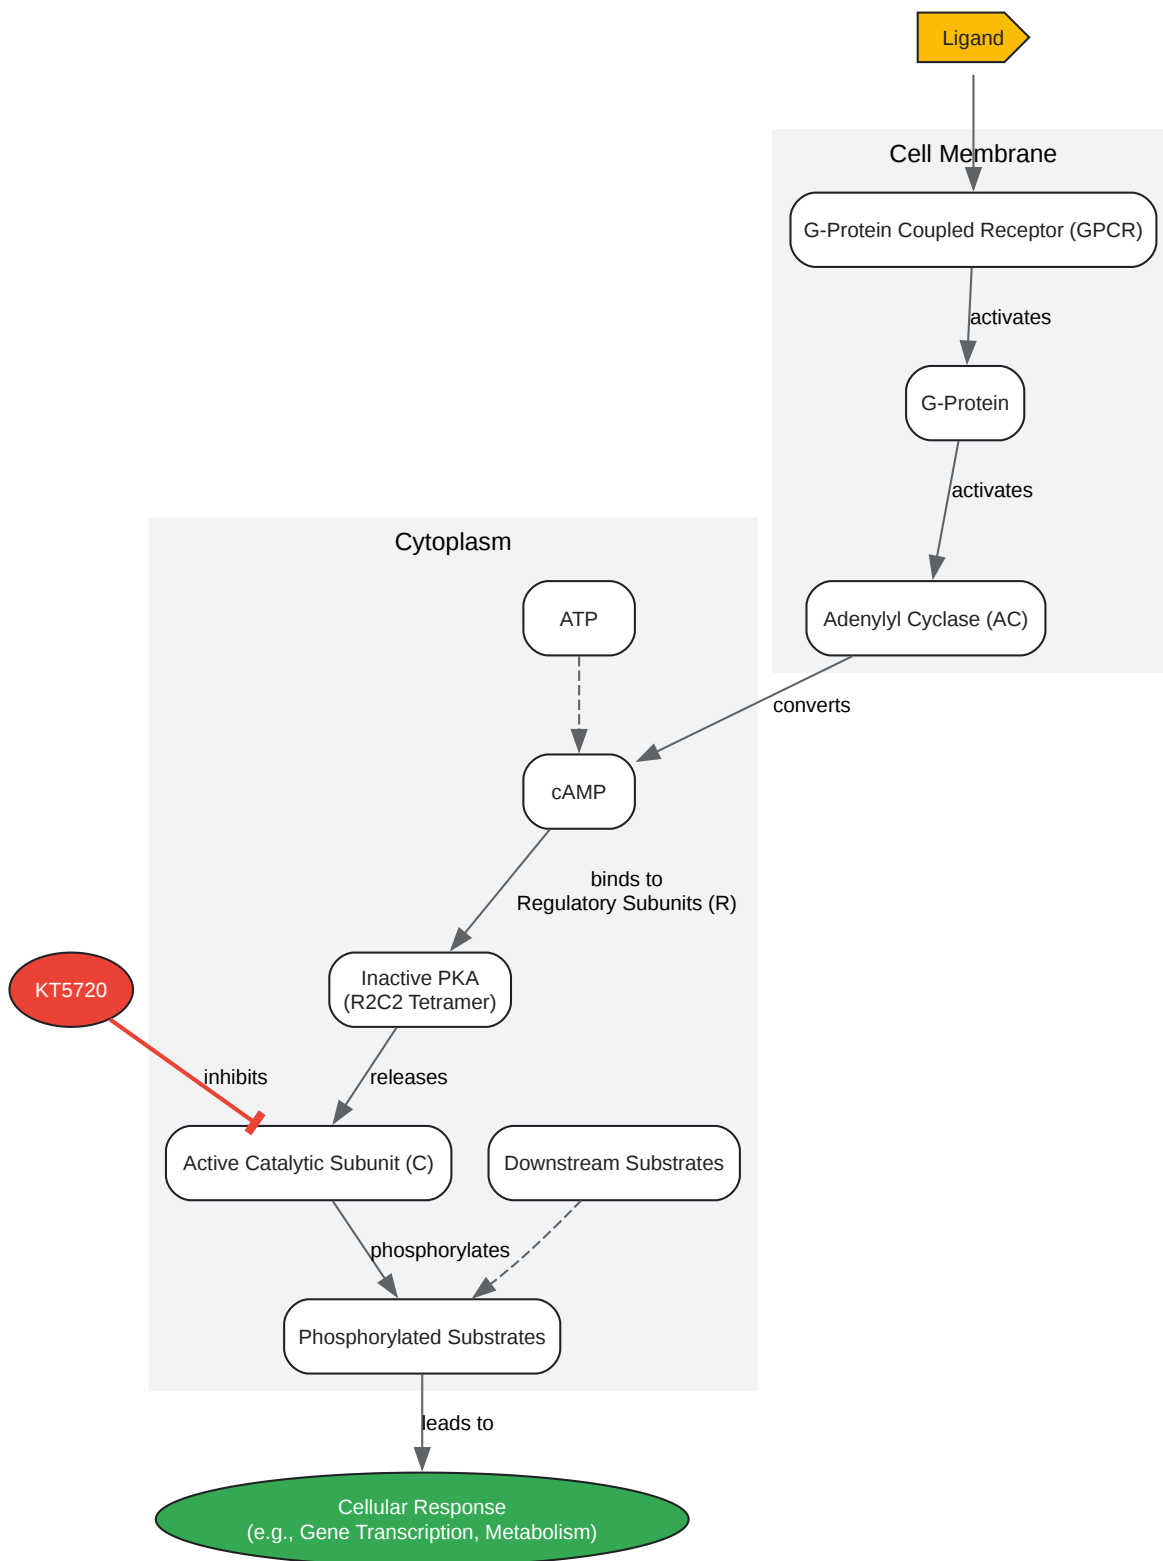 Ligand
Cell Membrane
G-Protein Coupled Receptor (GPCR)
activates
G-Protein
activates
Cytoplasm
ATP
Adenylyl Cyclase (AC)
converts
cAMP
binds to
Regulatory Subunits (R)
Inactive PKA
(R2C2 Tetramer)
KT5720
inhibits
releases
Active Catalytic Subunit (C)
Downstream Substrates
phosphorylates
Phosphorylated Substrates
leads to
Cellular Response
(e.g., Gene Transcription, Metabolism)